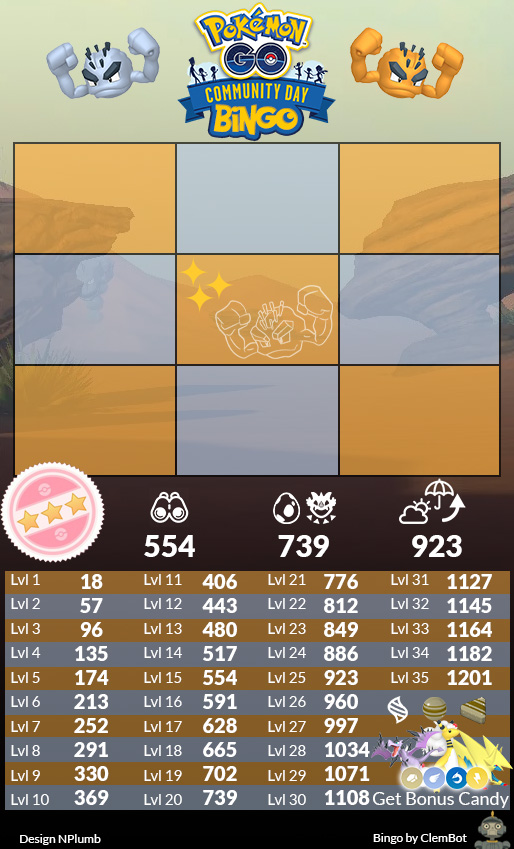 POKÉMON
GO
COMMUNITY DAY
BINGO
554 739 923
Lvl 1 18 Lvl 11 406 Lvl 21 776 Lvl 31 1127
Lvl 2 57 Lvl 12 443 Lvl 22 812 Lvl 32 1145
Lvl 3 96 Lvl 13 480 Lvl 23 849 Lvl 33 1164
Lvl 4 135 Lvl 14 517 Lvl 24 886 Lvl 34 1182
Lvl 5 174 Lvl 15 554 Lvl 25 923 Lvl 35 1201
Lvl 6 213 Lvl 16 591 Lvl 26 960
Lvl 7 252 Lvl 17 628 Lvl 27 997
Lvl 8 291 Lvl 18 665 Lvl 28 1034
Lvl 9 330 Lvl 19 702 Lvl 29 1071
Lvl 10 369 Lvl 20 739 Lvl 30 1108 Get Bonus Candy
Design NPlumb Bingo by ClemBot